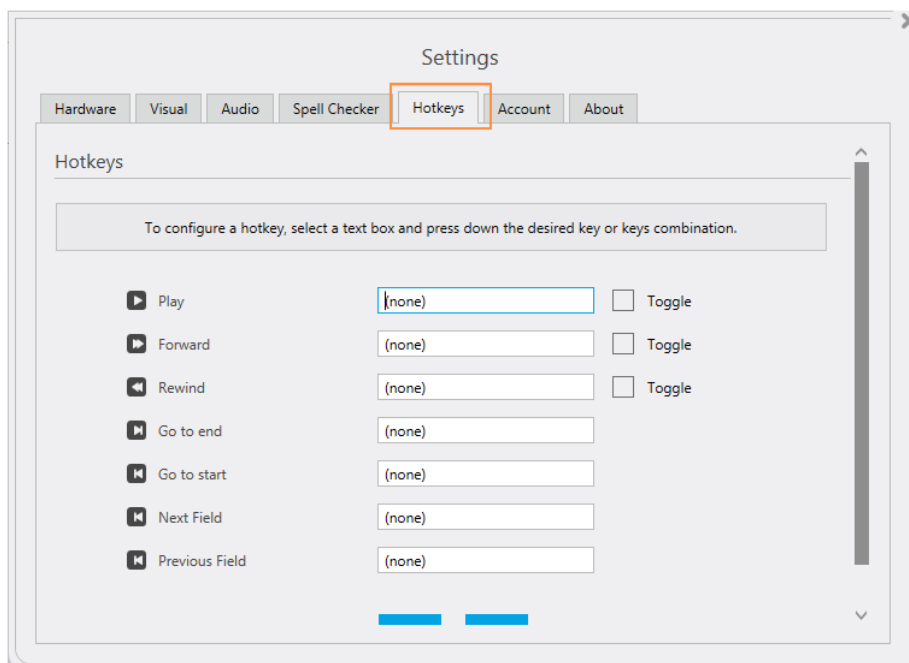 Settings
Hardware Visual Audio Spell Checker Hotkeys Account About
Hotkeys
To configure a hotkey, select a text box and press down the desired key or keys combination.
Play (none) Toggle
Forward (none) Toggle
Rewind (none) Toggle
Go to end (none)
Go to start (none)
Next Field (none)
Previous Field (none)